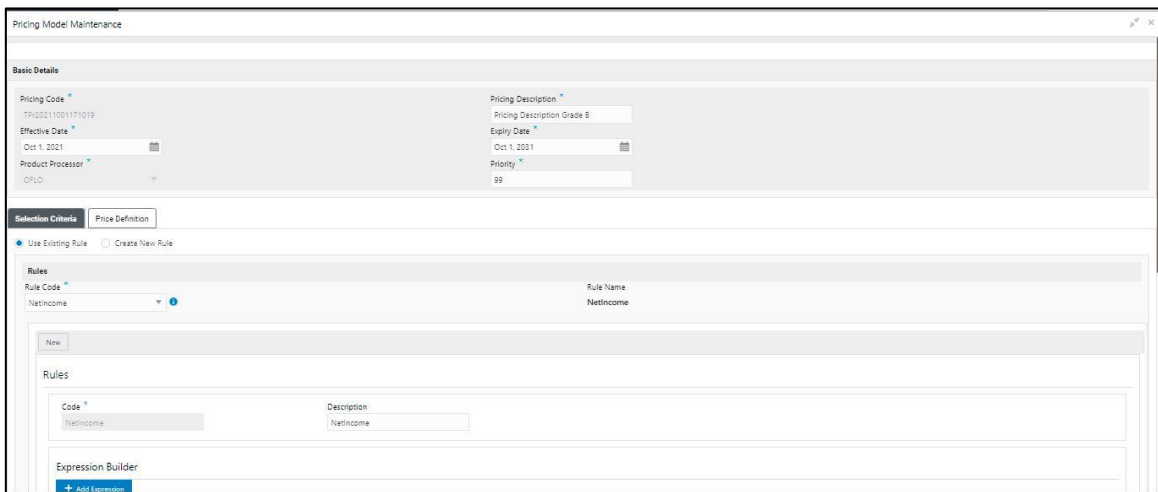 Pricing Model Maintenance
Basic Details
Pricing Code * Pricing Description *
TPr20211001171019 Pricing Description Grade B
Effective Date * Expiry Date *
Oct 1, 2021 Oct 1, 2031
Product Processor * Priority *
OFLO 99
Selection Criteria Price Definition
Use Existing Rule Create New Rule
Rules
Rule Code * Rule Name
NetIncome NetIncome
New
Rules
Code * Description
NetIncome NetIncome
Expression Builder
+ Add Expression